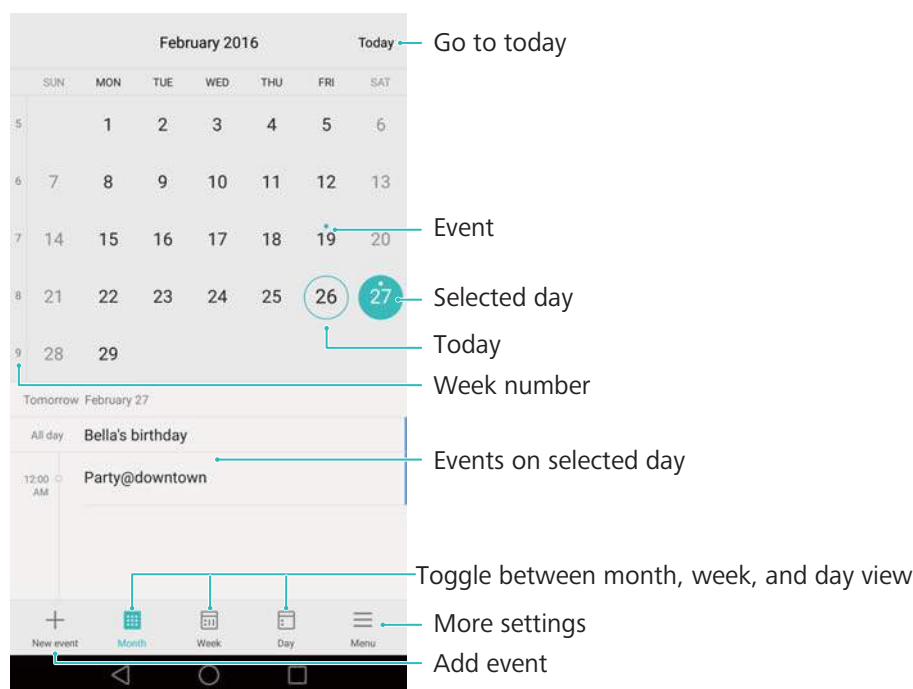 February 2016 Today Go to today
SUN MON TUE WED THU FRI SAT
5 1 2 3 4 5 6
6 7 8 9 10 11 12 13
Event
7 14 15 16 17 18 19 20
8 21 22 23 24 25 26 27 Selected day
Today
9 28 29
Week number
Tomorrow February 27
All day Bella's birthday
Events on selected day
12:00 AM Party@downtown
Toggle between month, week, and day view
More settings
New event Month Week Day Menu
Add event